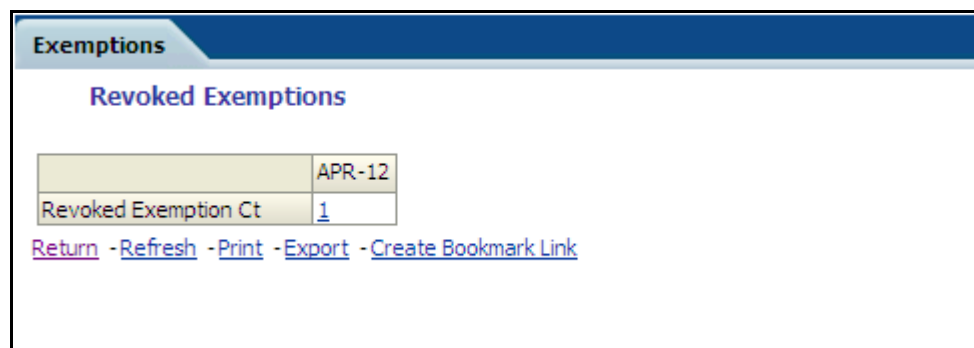 Exemptions
Revoked Exemptions
APR-12
Revoked Exemption Ct 1
Return - Refresh - Print - Export - Create Bookmark Link